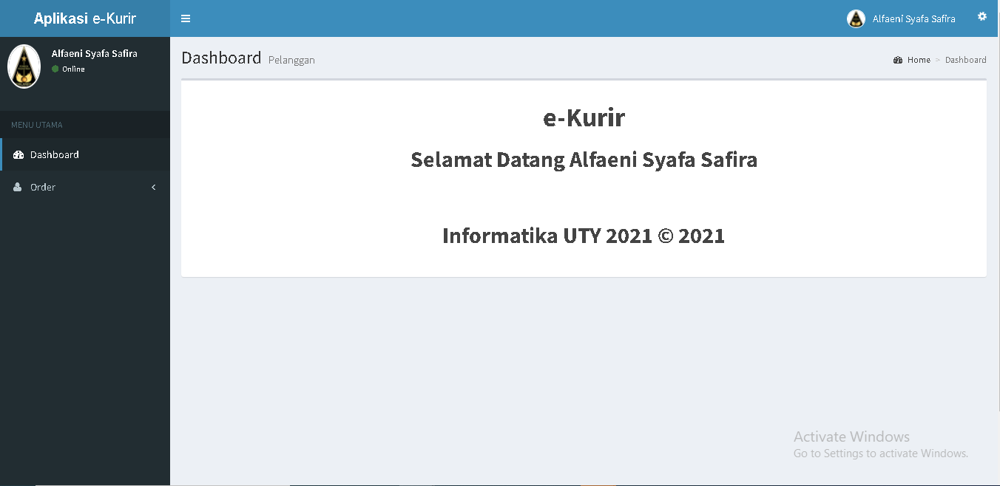 Aplikasi e-Kurir
Alfaeni Syafa Safira
Alfaeni Syafa Safira
Online
MENU UTAMA
Dashboard
Order
Dashboard Pelanggan
Home > Dashboard
e-Kurir
Selamat Datang Alfaeni Syafa Safira
Informatika UTY 2021 © 2021
Activate Windows
Go to Settings to activate Windows.